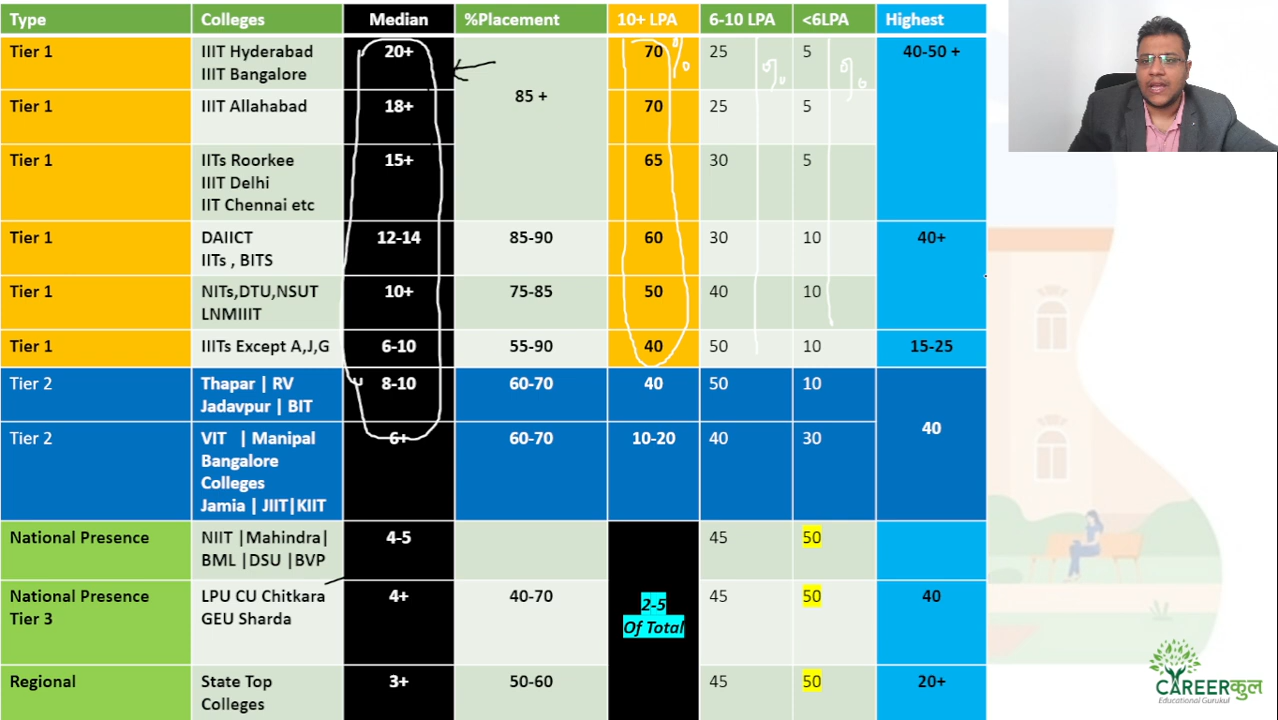 Type Colleges Median %Placement 10+ LPA 6-10 LPA <6LPA Highest
Tier 1 IIIT Hyderabad 20+ 70 % 25 % 5 % 40-50 +
IIIT Bangalore
85 +
Tier 1 IIIT Allahabad 18+ 70 25 5
Tier 1 IITs Roorkee 15+ 65 30 5
IIIT Delhi
IIT Chennai etc
Tier 1 DAIICT 12-14 85-90 60 30 10 40+
IITs , BITS
Tier 1 NITs,DTU,NSUT 10+ 75-85 50 40 10
LNMIIIT
Tier 1 IIITs Except A,J,G 6-10 55-90 40 50 10 15-25
Tier 2 Thapar | RV 8-10 60-70 40 50 10
Jadavpur | BIT
40
Tier 2 VIT | Manipal 6+ 60-70 10-20 40 30
Bangalore
Colleges
Jamia | JIIT|KIIT
National Presence NIIT |Mahindra| 4-5 45 50
BML |DSU |BVP
National Presence LPU CU Chitkara 4+ 40-70 2-5 45 50 40
Tier 3 GEU Sharda Of Total
Regional State Top 3+ 50-60 45 50 20+
Colleges
CAREERकुल
Educational Gurukul